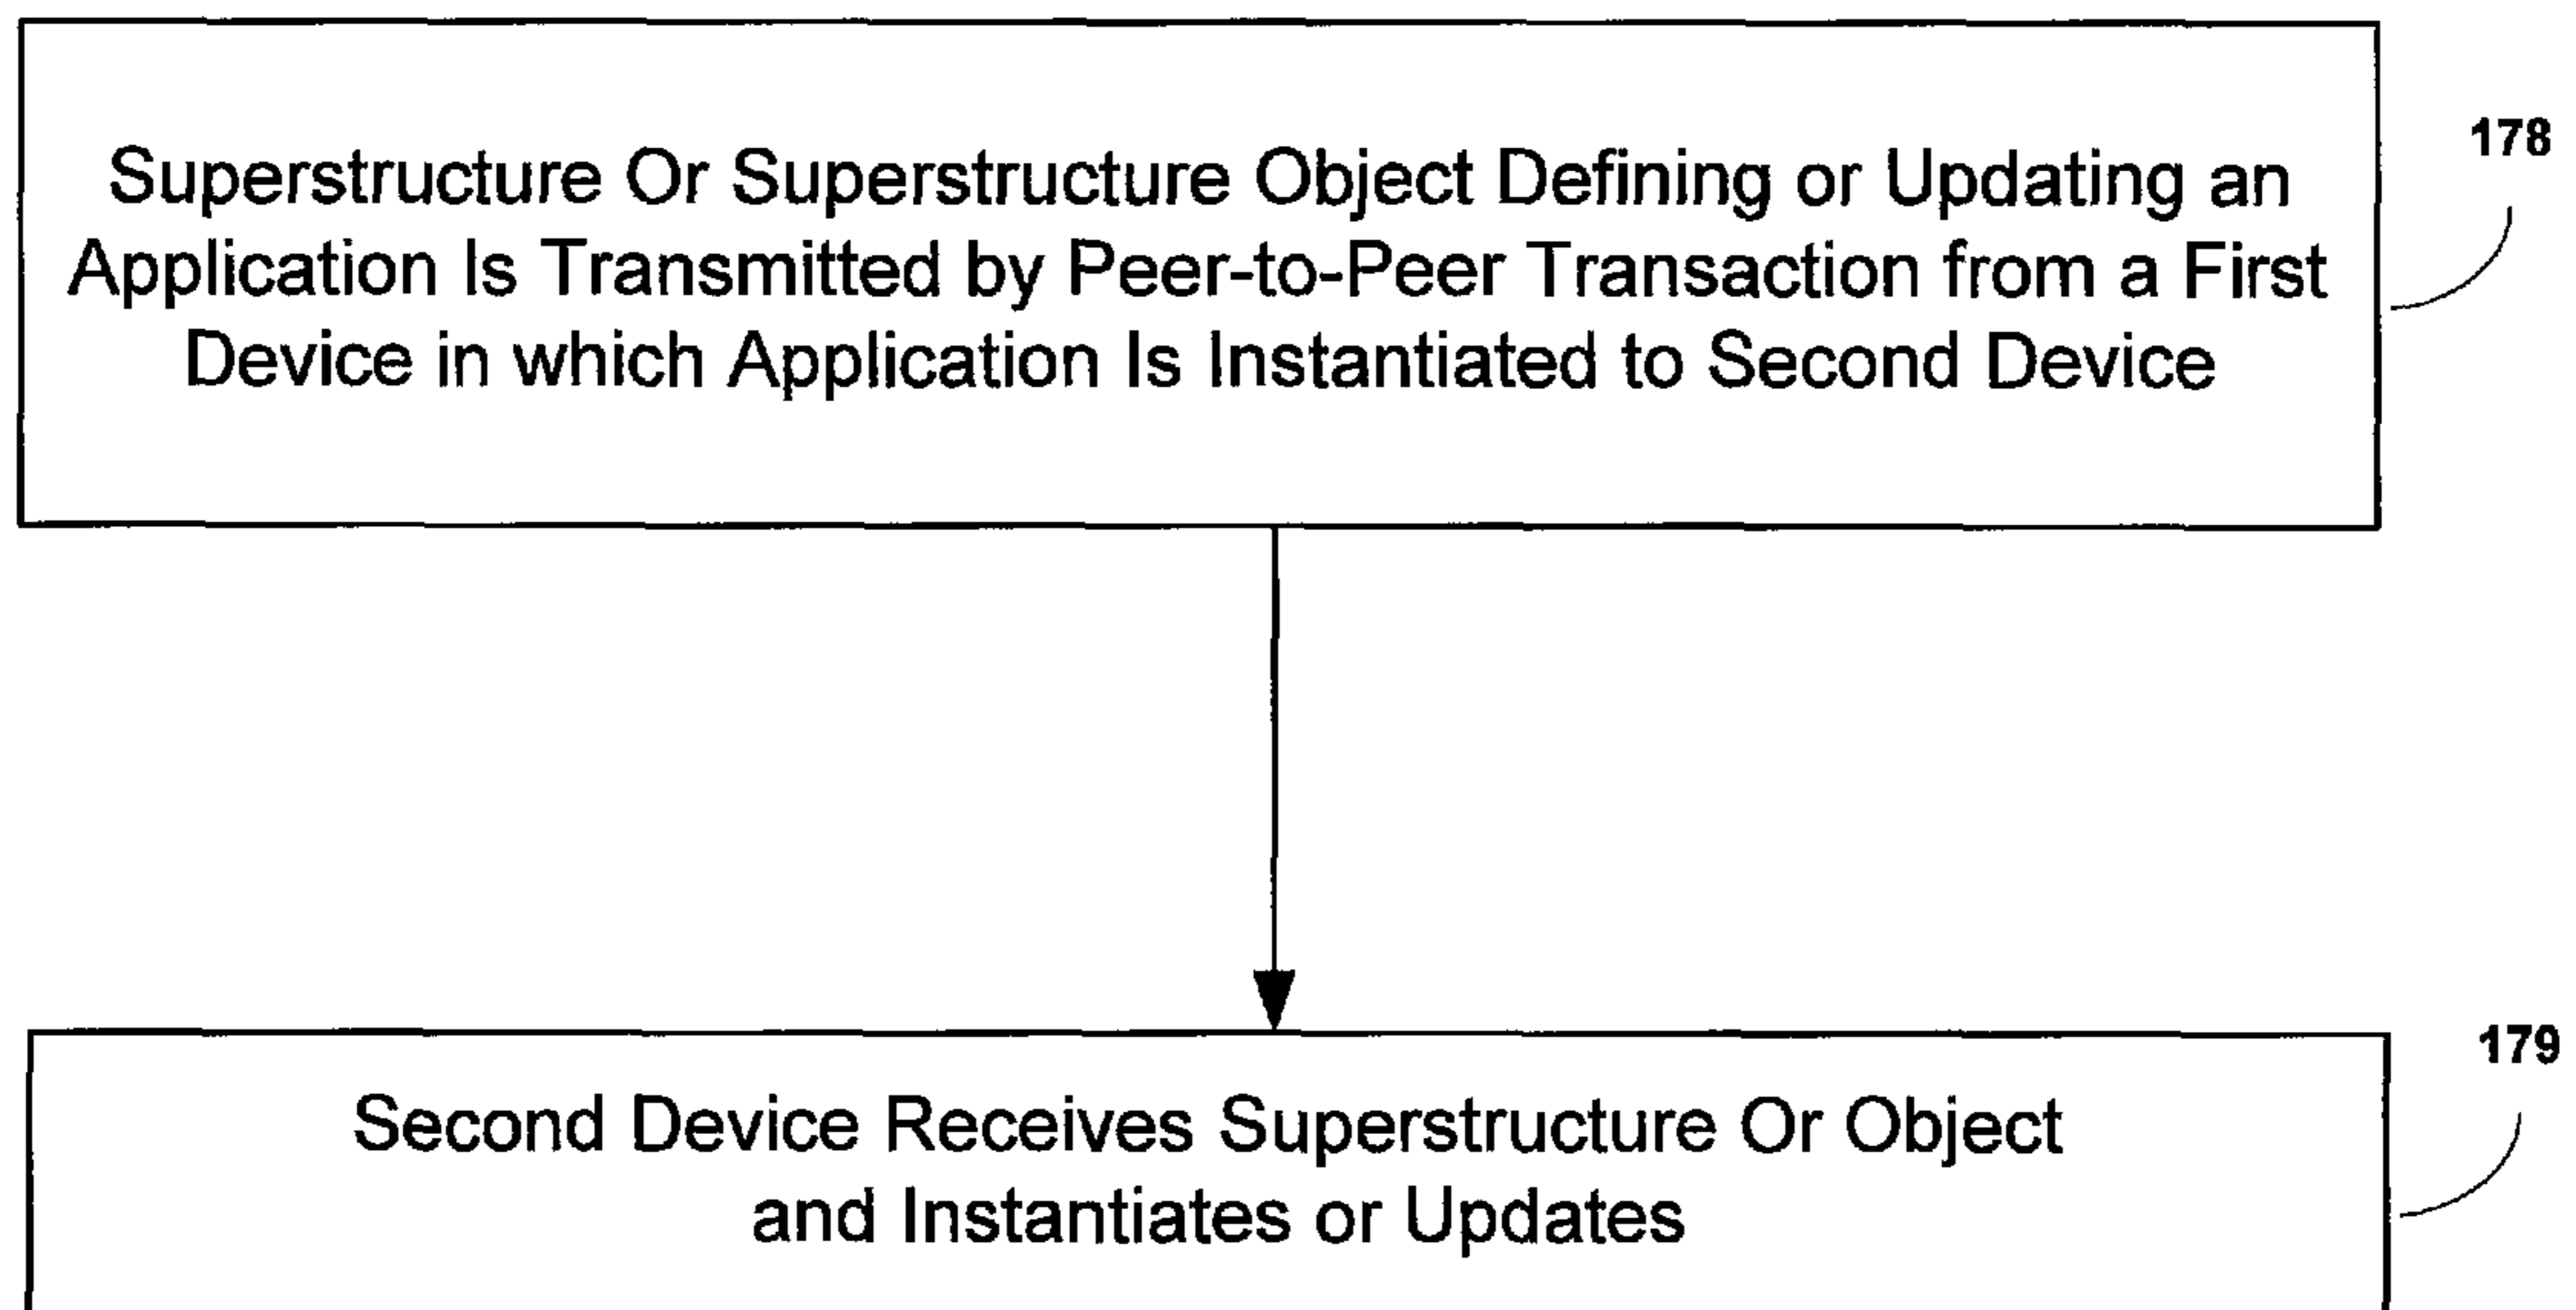 178
Superstructure Or Superstructure Object Defining or Updating an
Application Is Transmitted by Peer-to-Peer Transaction from a First
Device in which Application Is Instantiated to Second Device
179
Second Device Receives Superstructure Or Object
and Instantiates or Updates